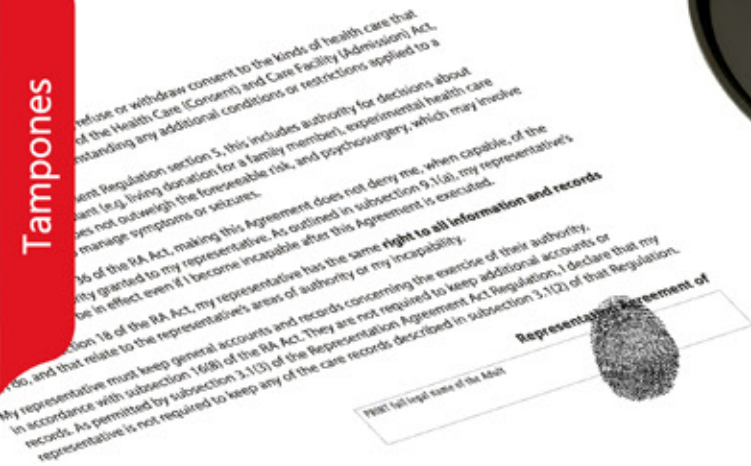 Tampones
refuse or withdraw consent to the kinds of health care that
of the Health Care (Consent) and Care Facility (Admission) Act,
nstanding any additional conditions or restrictions applied to a
ent Regulation section 5, this includes authority for decisions about
lant (e.g. living donation for a family member), experimental health care
oes not outweigh the foreseeable risk, and psychosurgery, which may involve
manage symptoms or seizures.
36 of the RA Act, making this Agreement does not deny me, when capable, of the
rity granted to my representative. As outlined in subsection 9.1(a), my representative's
be in effect even if I become incapable after this Agreement is executed.
ction 18 of the RA Act, my representative has the same right to all information and records
I do, and that relate to the representative's areas of authority or my incapability.
My representative must keep general accounts and records concerning the exercise of their authority,
in accordance with subsection 16(8) of the RA Act. They are not required to keep additional accounts or
records. As permitted by subsection 3.1(3) of the Representation Agreement Act Regulation, I declare that my
representative is not required to keep any of the care records described in subsection 3.1(2) of that Regulation.
Agreement of
PRINT full legal name of the Adult